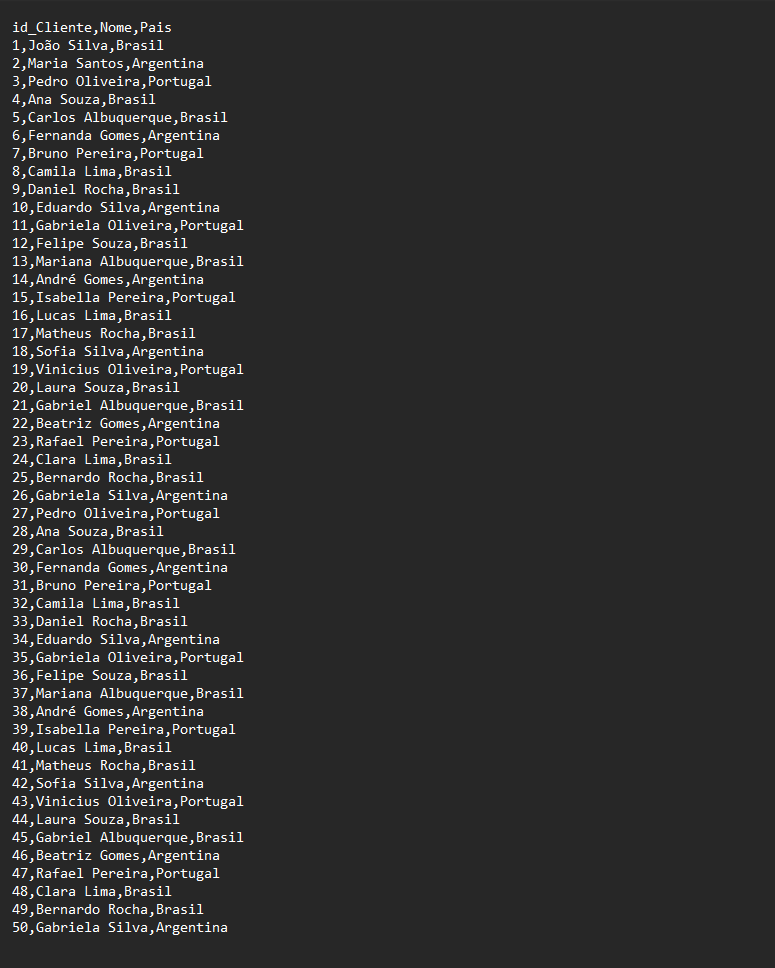 id_Cliente,Nome,Pais
1,João Silva,Brasil
2,Maria Santos,Argentina
3,Pedro Oliveira,Portugal
4,Ana Souza,Brasil
5,Carlos Albuquerque,Brasil
6,Fernanda Gomes,Argentina
7,Bruno Pereira,Portugal
8,Camila Lima,Brasil
9,Daniel Rocha,Brasil
10,Eduardo Silva,Argentina
11,Gabriela Oliveira,Portugal
12,Felipe Souza,Brasil
13,Mariana Albuquerque,Brasil
14,André Gomes,Argentina
15,Isabella Pereira,Portugal
16,Lucas Lima,Brasil
17,Matheus Rocha,Brasil
18,Sofia Silva,Argentina
19,Vinicius Oliveira,Portugal
20,Laura Souza,Brasil
21,Gabriel Albuquerque,Brasil
22,Beatriz Gomes,Argentina
23,Rafael Pereira,Portugal
24,Clara Lima,Brasil
25,Bernardo Rocha,Brasil
26,Gabriela Silva,Argentina
27,Pedro Oliveira,Portugal
28,Ana Souza,Brasil
29,Carlos Albuquerque,Brasil
30,Fernanda Gomes,Argentina
31,Bruno Pereira,Portugal
32,Camila Lima,Brasil
33,Daniel Rocha,Brasil
34,Eduardo Silva,Argentina
35,Gabriela Oliveira,Portugal
36,Felipe Souza,Brasil
37,Mariana Albuquerque,Brasil
38,André Gomes,Argentina
39,Isabella Pereira,Portugal
40,Lucas Lima,Brasil
41,Matheus Rocha,Brasil
42,Sofia Silva,Argentina
43,Vinicius Oliveira,Portugal
44,Laura Souza,Brasil
45,Gabriel Albuquerque,Brasil
46,Beatriz Gomes,Argentina
47,Rafael Pereira,Portugal
48,Clara Lima,Brasil
49,Bernardo Rocha,Brasil
50,Gabriela Silva,Argentina